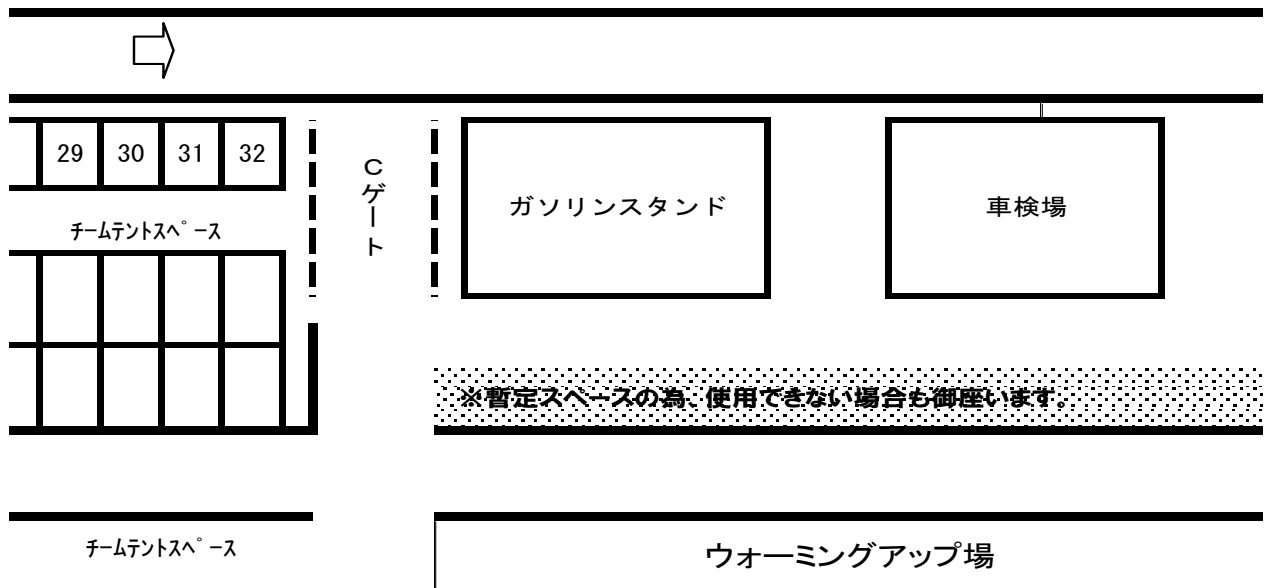 29 30 31 32
Cゲート
ガソリンスタンド
車検場
チームテントスペース
※暫定スペースの為、使用できない場合も御座います。
チームテントスペース
ウォーミングアップ場